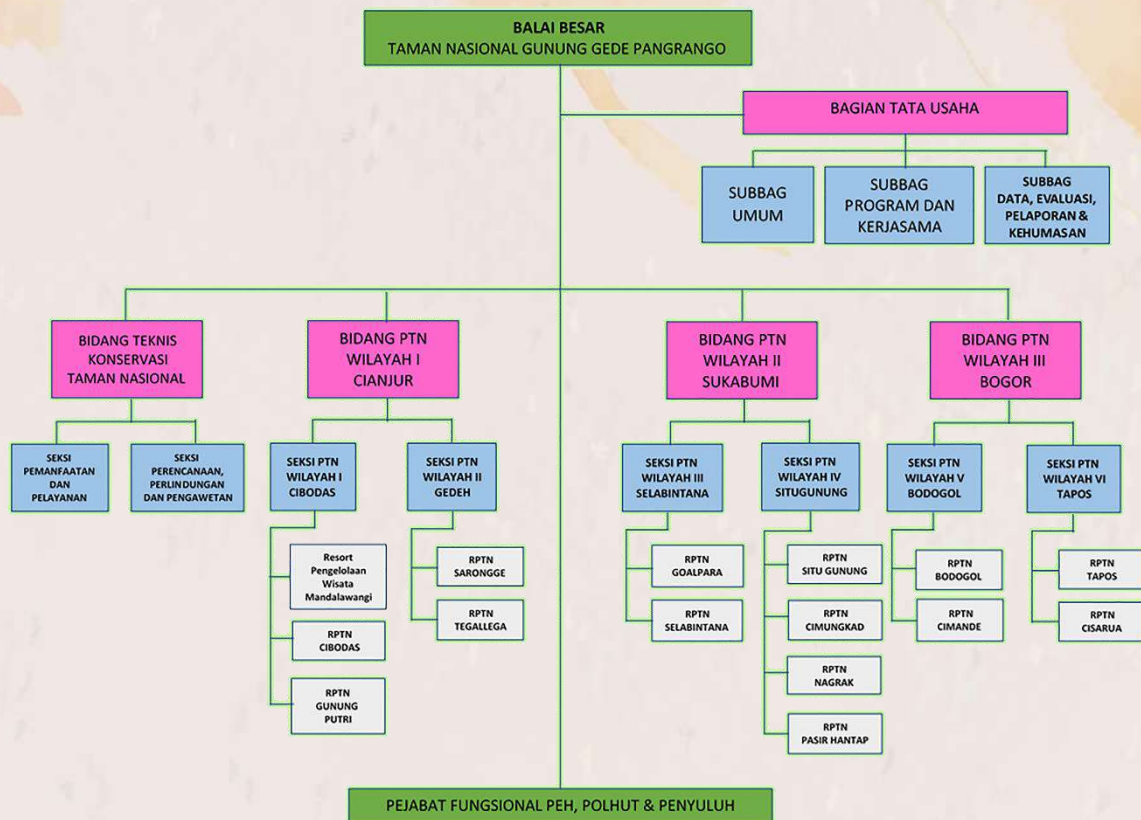 BALAI BESAR
TAMAN NASIONAL GUNUNG GEDE PANGRANGO
BAGIAN TATA USAHA
SUBBAG
UMUM
SUBBAG
PROGRAM DAN
KERJASAMA
SUBBAG
DATA, EVALUASI,
PELAPORAN &
KEHUMASAN
BIDANG TEKNIS
KONSERVASI
TAMAN NASIONAL
BIDANG PTN
WILAYAH I
CIANJUR
BIDANG PTN
WILAYAH II
SUKABUMI
BIDANG PTN
WILAYAH III
BOGOR
SEKSI
PEMANFAATAN
DAN
PELAYANAN
SEKSI
PERENCANAAN,
PERLINDUNGAN
DAN PENGAWETAN
SEKSI PTN
WILAYAH I
CIBODAS
SEKSI PTN
WILAYAH II
GEDEH
SEKSI PTN
WILAYAH III
SELABINTANA
SEKSI PTN
WILAYAH IV
SITUGUNUNG
SEKSI PTN
WILAYAH V
BODOGOL
SEKSI PTN
WILAYAH VI
TAPOS
Resort
Pengelolaan
Wisata
Mandalawangi
RPTN
CIBODAS
RPTN
GUNUNG
PUTRI
RPTN
SARONGGE
RPTN
TEGALLEGA
RPTN
GOALPARA
RPTN
SELABINTANA
RPTN
SITU GUNUNG
RPTN
CIMUNGKAD
RPTN
NAGRAK
RPTN
PASIR HANTAP
RPTN
BODOGOL
RPTN
CIMANDE
RPTN
TAPOS
RPTN
CISARUA
PEJABAT FUNGSIONAL PEH, POLHUT & PENYULUH